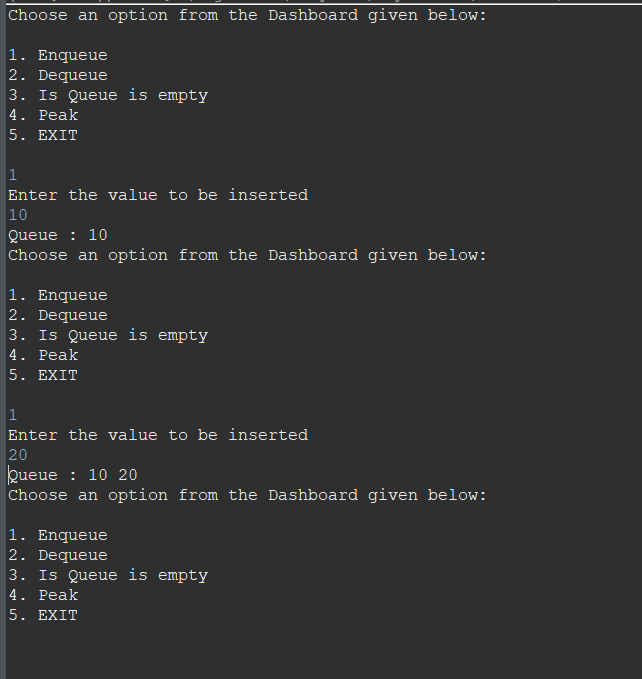 Choose an option from the Dashboard given below:
1. Enqueue
2. Dequeue
3. Is Queue is empty
4. Peak
5. EXIT
1
Enter the value to be inserted
10
Queue : 10
Choose an option from the Dashboard given below:
1. Enqueue
2. Dequeue
3. Is Queue is empty
4. Peak
5. EXIT
1
Enter the value to be inserted
20
Queue : 10 20
Choose an option from the Dashboard given below:
1. Enqueue
2. Dequeue
3. Is Queue is empty
4. Peak
5. EXIT